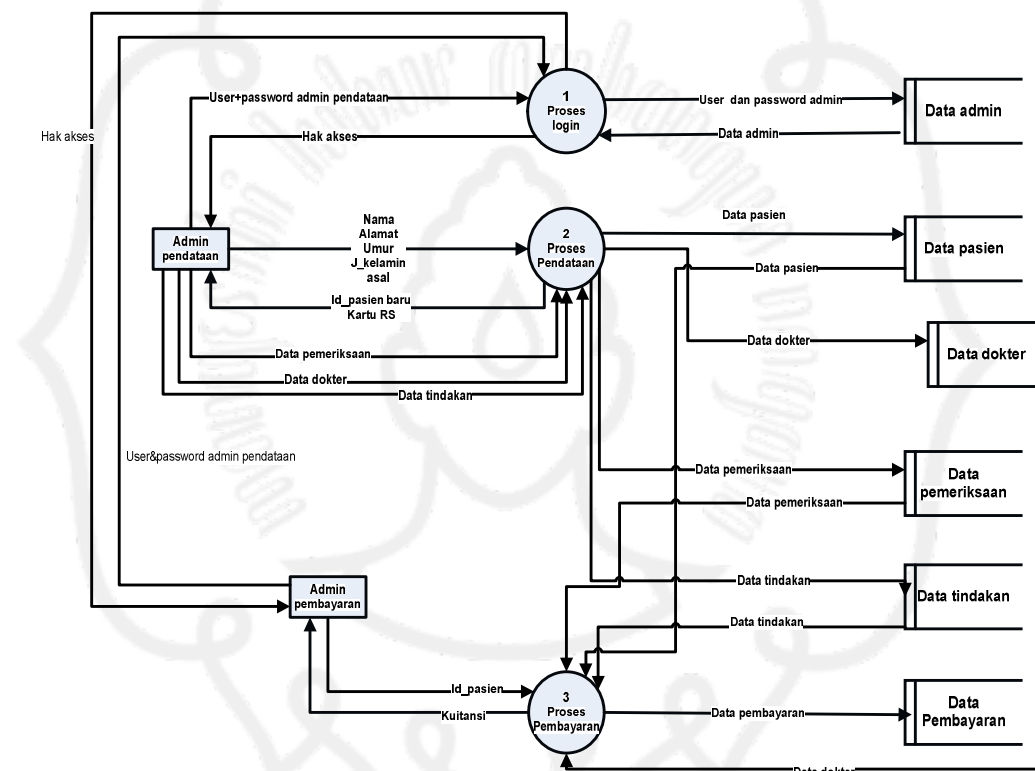 1
Proses
login
User+password admin pendataan
User dan password admin
Data admin
Hak akses
Hak akses
Data admin
Admin
pendataan
Nama
Alamat
Umur
J_kelamin
asal
2
Proses
Pendataan
Data pasien
Data pasien
Data pasien
Id_pasien baru
Kartu RS
Data pemeriksaan
Data dokter
Data tindakan
Data dokter
Data dokter
User&password admin pendataan
Data pemeriksaan
Data
pemeriksaan
Data pemeriksaan
Admin
pembayaran
Data tindakan
Data tindakan
Data tindakan
Id_pasien
Kuitansi
3
Proses
Pembayaran
Data pembayaran
Data
Pembayaran
Data dokter